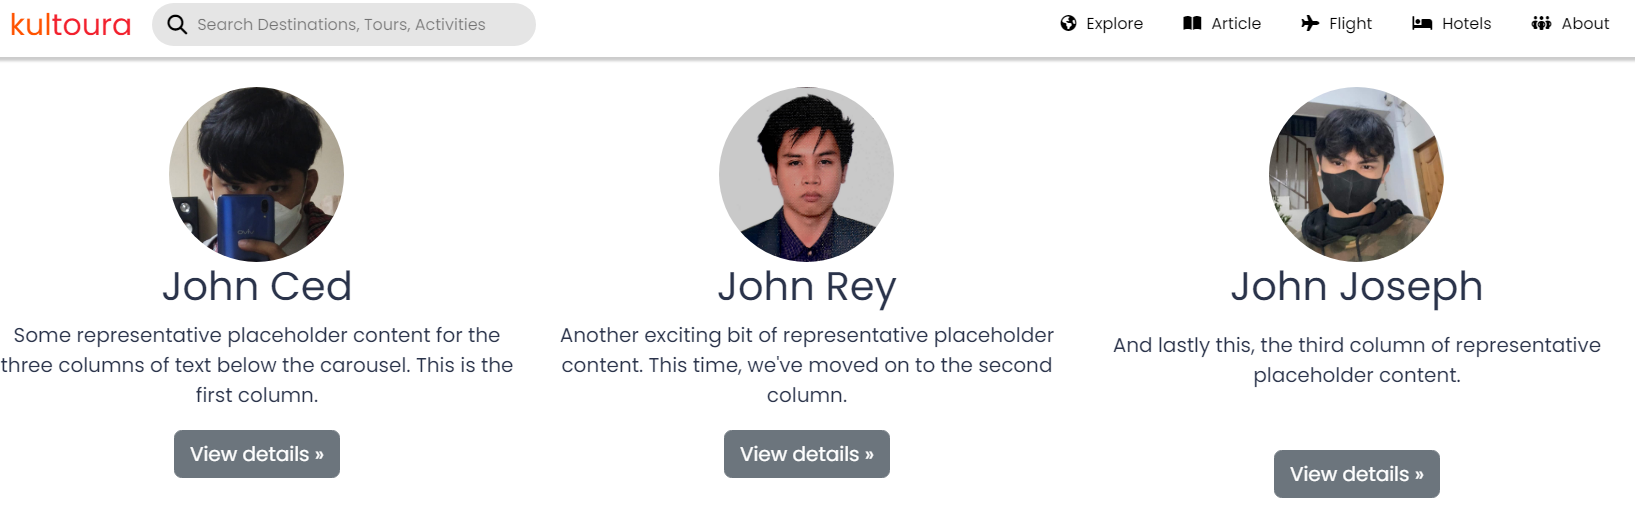 kultoura
Search Destinations, Tours, Activities
Explore
Article
Flight
Hotels
About
John Ced
Some representative placeholder content for the
three columns of text below the carousel. This is the
first column.
View details »
John Rey
Another exciting bit of representative placeholder
content. This time, we've moved on to the second
column.
View details »
John Joseph
And lastly this, the third column of representative
placeholder content.
View details »